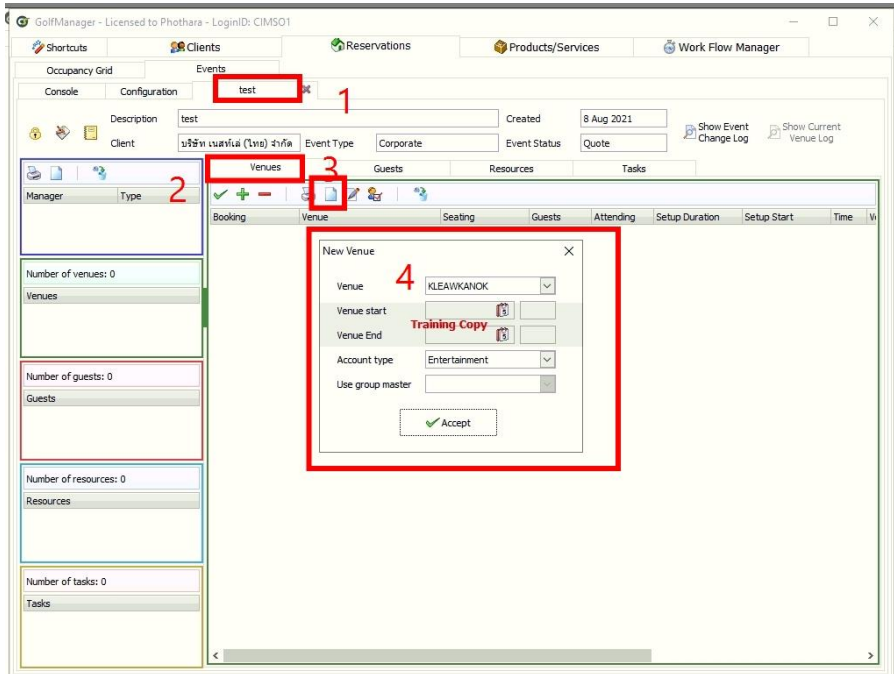 GolfManager - Licensed to Phothara - LoginID: CIMSO1
Shortcuts Clients Reservations Products/Services Work Flow Manager
Occupancy Grid Events
Console Configuration test
1
Description test Created 8 Aug 2021 Show Event Change Log Show Current Venue Log
Client บริษัท เนสท์เล่ (ไทย) จำกัด Event Type Corporate Event Status Quote
Venues Guests Resources Tasks
2 3
Manager Type
Booking Venue Seating Guests Attending Setup Duration Setup Start Time
New Venue
4
Venue KLEAWKANOK
Venue start
Training Copy
Venue End
Account type Entertainment
Use group master
Accept
Number of venues: 0
Venues
Number of guests: 0
Guests
Number of resources: 0
Resources
Number of tasks: 0
Tasks